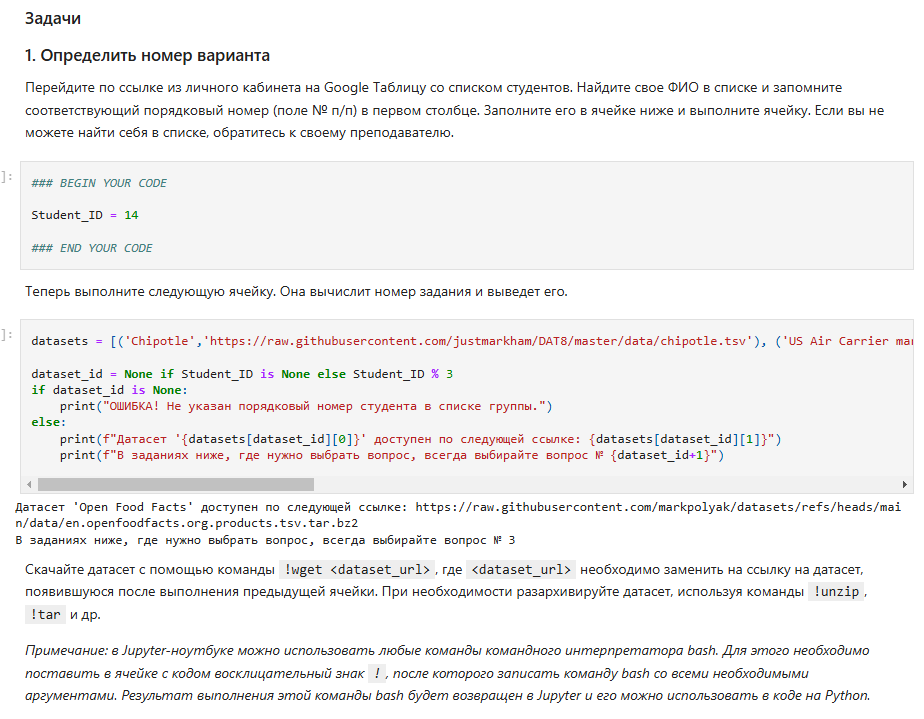 Задачи
1. Определить номер варианта
Перейдите по ссылке из личного кабинета на Google Таблицу со списком студентов. Найдите свое ФИО в списке и запомните
соответствующий порядковый номер (поле № п/п) в первом столбце. Заполните его в ячейке ниже и выполните ячейку. Если вы не
можете найти себя в списке, обратитесь к своему преподавателю.
]:
### BEGIN YOUR CODE
Student_ID = 14
### END YOUR CODE
Теперь выполните следующую ячейку. Она вычислит номер задания и выведет его.
]:
datasets = [('Chipotle','https://raw.githubusercontent.com/justmarkham/DAT8/master/data/chipotle.tsv'), ('US Air Carrier mar
dataset_id = None if Student_ID is None else Student_ID % 3
if dataset_id is None:
    print("ОШИБКА! Не указан порядковый номер студента в списке группы.")
else:
    print(f"Датасет '{datasets[dataset_id][0]}' доступен по следующей ссылке: {datasets[dataset_id][1]}")
    print(f"В заданиях ниже, где нужно выбрать вопрос, всегда выбирайте вопрос № {dataset_id+1}")
Датасет 'Open Food Facts' доступен по следующей ссылке: https://raw.githubusercontent.com/markpolyak/datasets/refs/heads/mai
n/data/en.openfoodfacts.org.products.tsv.tar.bz2
В заданиях ниже, где нужно выбрать вопрос, всегда выбирайте вопрос № 3
Скачайте датасет с помощью команды !wget <dataset_url>, где <dataset_url> необходимо заменить на ссылку на датасет,
появившуюся после выполнения предыдущей ячейки. При необходимости разархивируйте датасет, используя команды !unzip,
!tar и др.
Примечание: в Jupyter-ноутбуке можно использовать любые команды командного интерпретатора bash. Для этого необходимо
поставить в ячейке с кодом восклицательный знак !, после которого записать команду bash со всеми необходимыми
аргументами. Результат выполнения этой команды bash будет возвращен в Jupyter и его можно использовать в коде на Python.